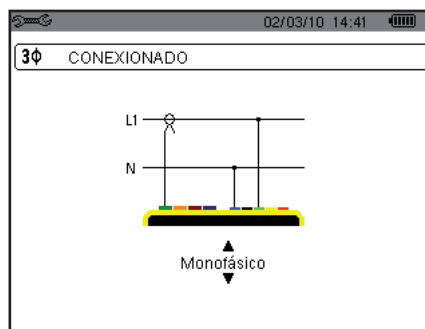 02/03/10 14:41
3Φ CONEXIONADO
L1
N
Monofásico